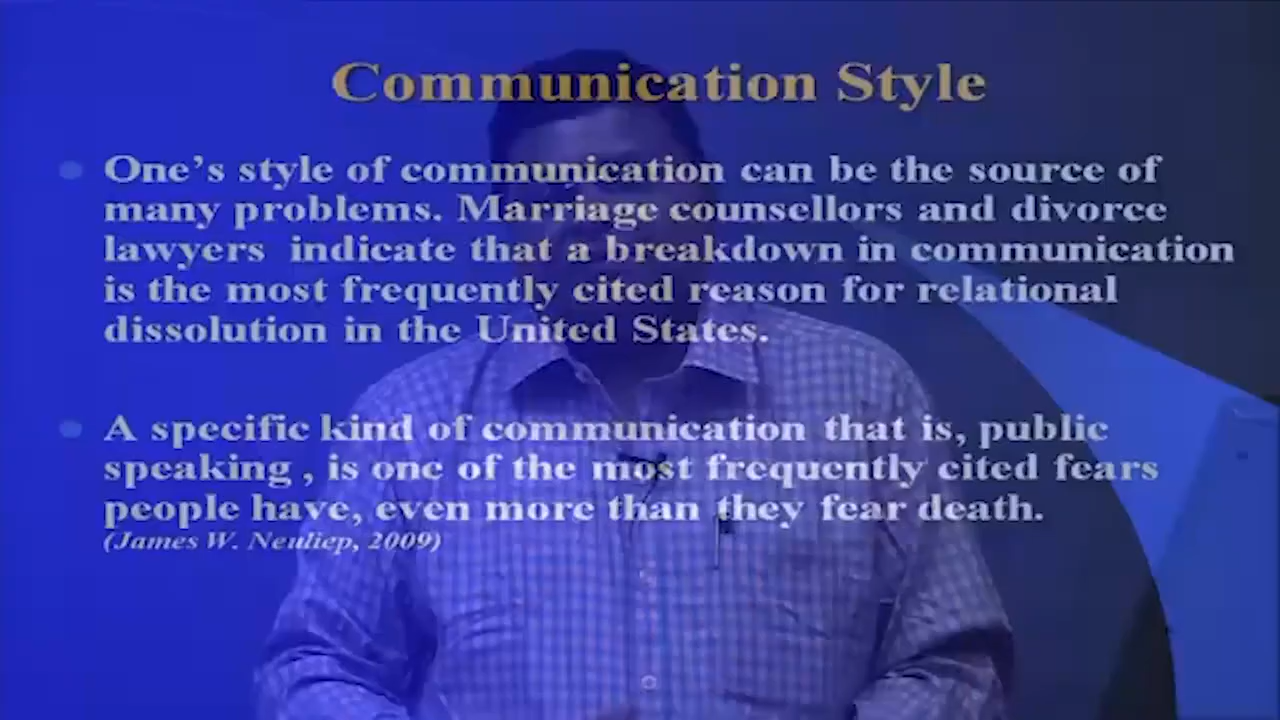 Communication Style
One's style of communication can be the source of
many problems. Marriage counsellors and divorce
lawyers indicate that a breakdown in communication
is the most frequently cited reason for relational
dissolution in the United States.
A specific kind of communication that is, public
speaking , is one of the most frequently cited fears
people have, even more than they fear death.
(James W. Neuliep, 2009)